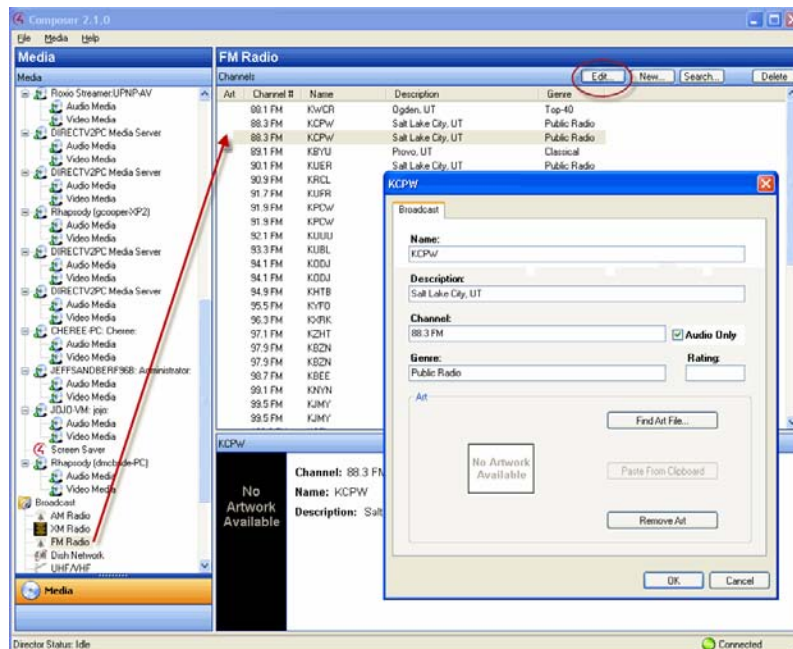 Composer 2.1.0
File Media Help
Media
Media
Roxio Streamer:UPNP-AV
Audio Media
Video Media
DIRECTV2PC Media Server
Audio Media
Video Media
DIRECTV2PC Media Server
Audio Media
Video Media
Rhapsody (gcooper-XP2)
Audio Media
Video Media
DIRECTV2PC Media Server
Audio Media
Video Media
DIRECTV2PC Media Server
Audio Media
Video Media
CHEREE-PC: Cheree:
Audio Media
Video Media
JEFFSANDBERF96B: Administrator:
Audio Media
Video Media
JOJO-VM: jojo:
Audio Media
Video Media
Screen Saver
Rhapsody (dmcbride-PC)
Audio Media
Video Media
Broadcast
AM Radio
XM Radio
FM Radio
Dish Network
UHF/VHF
Media
FM Radio
Channels Edit... New... Search... Delete
Art Channel # Name Description Genre
88.1 FM KWCR Ogden, UT Top-40
88.3 FM KCPW Salt Lake City, UT Public Radio
88.3 FM KCPW Salt Lake City, UT Public Radio
89.1 FM KBYU Provo, UT Classical
90.1 FM KUER Salt Lake City, UT Public Radio
90.9 FM KRCL
91.7 FM KUFR
91.9 FM KPCW
91.9 FM KPCW
92.1 FM KUUU
93.3 FM KUBL
94.1 FM KODJ
94.1 FM KODJ
94.9 FM KHTB
95.5 FM KYFO
96.3 FM KXRK
97.1 FM KZHT
97.9 FM KBZN
97.9 FM KBZN
98.7 FM KBEE
99.1 FM KNYN
99.5 FM KJMY
99.5 FM KJMY
KCPW
No Artwork Available
Channel: 88.3 FM
Name: KCPW
Description: Salt
KCPW
Broadcast
Name:
KCPW
Description:
Salt Lake City, UT
Channel:
88.3 FM Audio Only
Genre: Rating:
Public Radio
Art
No Artwork
Available
Find Art File...
Paste From Clipboard
Remove Art
OK Cancel
Director Status: Idle Connected